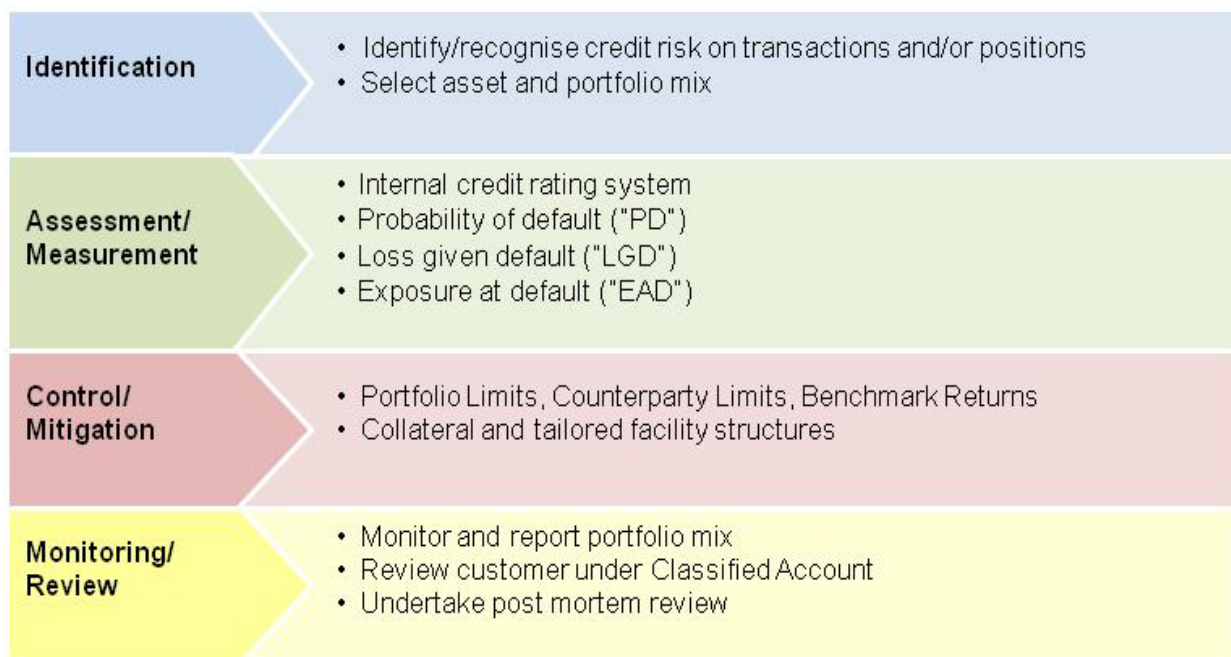 Identification
• Identify/recognise credit risk on transactions and/or positions
• Select asset and portfolio mix
Assessment/
Measurement
• Internal credit rating system
• Probability of default ("PD")
• Loss given default ("LGD")
• Exposure at default ("EAD")
Control/
Mitigation
• Portfolio Limits, Counterparty Limits, Benchmark Returns
• Collateral and tailored facility structures
Monitoring/
Review
• Monitor and report portfolio mix
• Review customer under Classified Account
• Undertake post mortem review